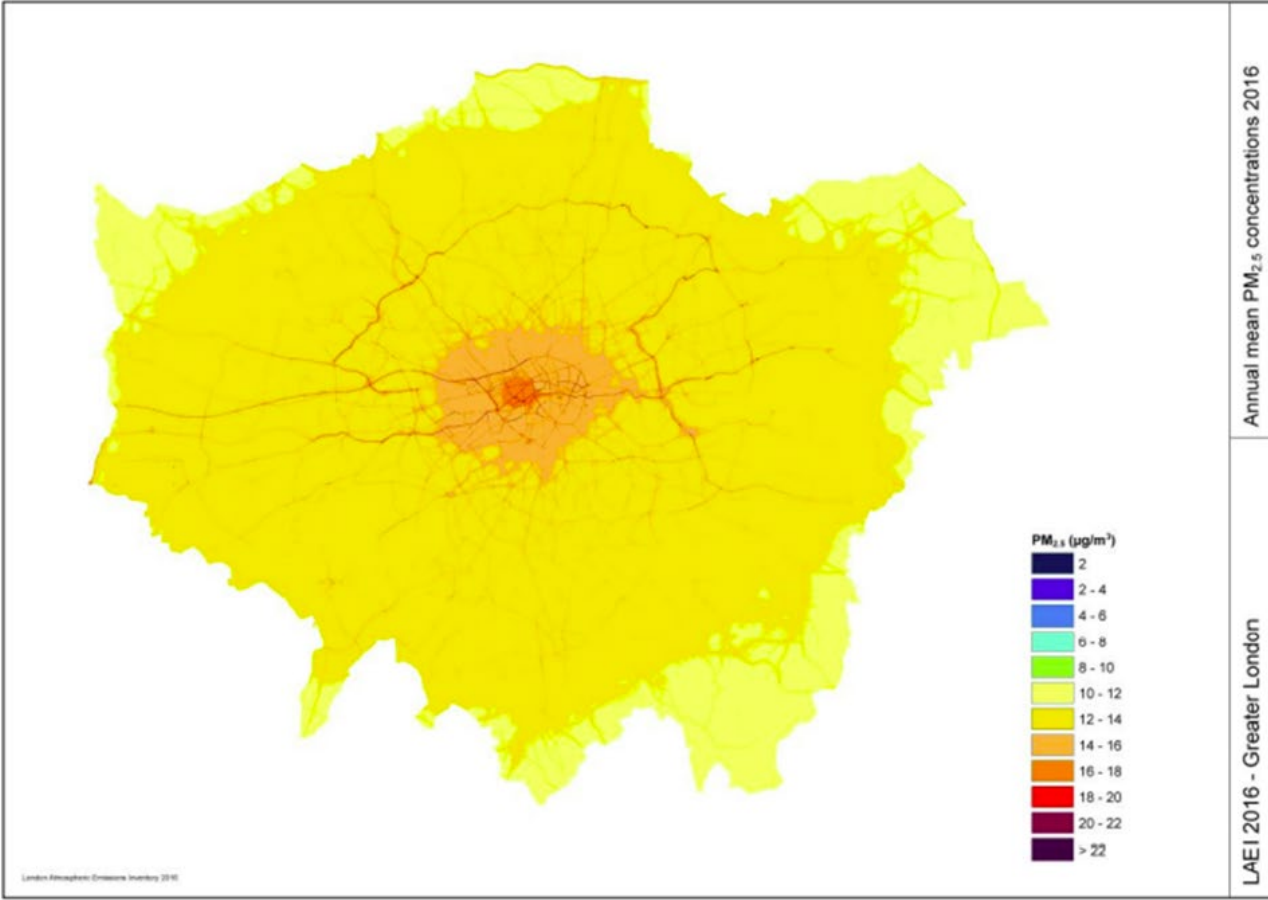 Annual mean PM2.5 concentrations 2016
LAEI 2016 - Greater London
PM2.5 (µg/m³)
2
2 - 4
4 - 6
6 - 8
8 - 10
10 - 12
12 - 14
14 - 16
16 - 18
18 - 20
20 - 22
> 22
London Atmospheric Emissions Inventory 2016